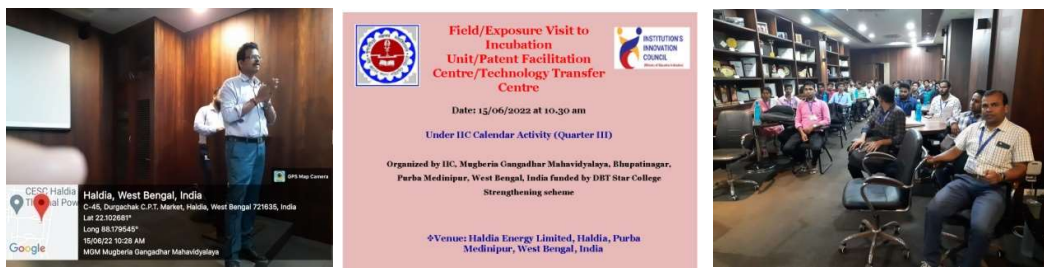 GPS Map Camera
CESC Haldia
Google
Haldia, West Bengal, India
C-45, Durgachak C.P.T. Market, Haldia, West Bengal 721635, India
Lat 22.102681°
Long 88.179545°
15/06/22 10:28 AM
MGM Mugberia Gangadhar Mahavidyalaya
Field/Exposure Visit to
Incubation
Unit/Patent Facilitation
Centre/Technology Transfer
Centre
INSTITUTION'S
INNOVATION
COUNCIL
Date: 15/06/2022 at 10.30 am
Under IIC Calendar Activity (Quarter III)
Organized by IIC, Mugberia Gangadhar Mahavidyalaya, Bhupatinagar,
Purba Medinipur, West Bengal, India funded by DBT Star College
Strengthening scheme
❖Venue: Haldia Energy Limited, Haldia, Purba
Medinipur, West Bengal, India